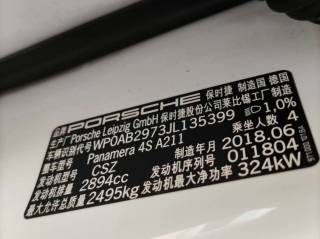 品牌 PORSCHE 保时捷 制造国 德国
生产厂 Porsche Leipzig GmbH 保时捷股份公司莱比锡工厂制造
车辆识别代号 WP0AB2973JL135399 1,0%
整车型号 Panamera 4S A211 乘坐人数 4
发动机型号 CSZ 制造年月 2018.06
发动机排量 2894cc 发动机序列号 011804
最大允许总质量 2495kg 发动机最大净功率 324kW